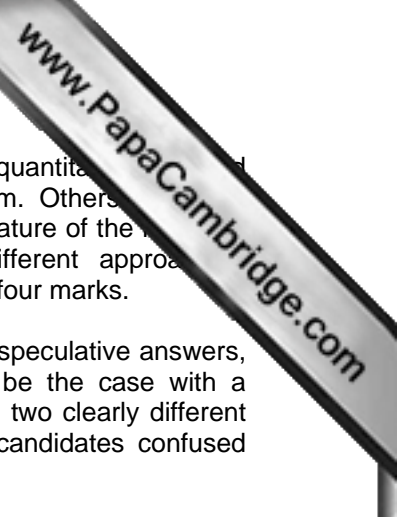 www.PapaCambridge.com
quantita
m. Others
ature of the
ifferent approa
four marks.
speculative answers,
be the case with a
two clearly different
candidates confused